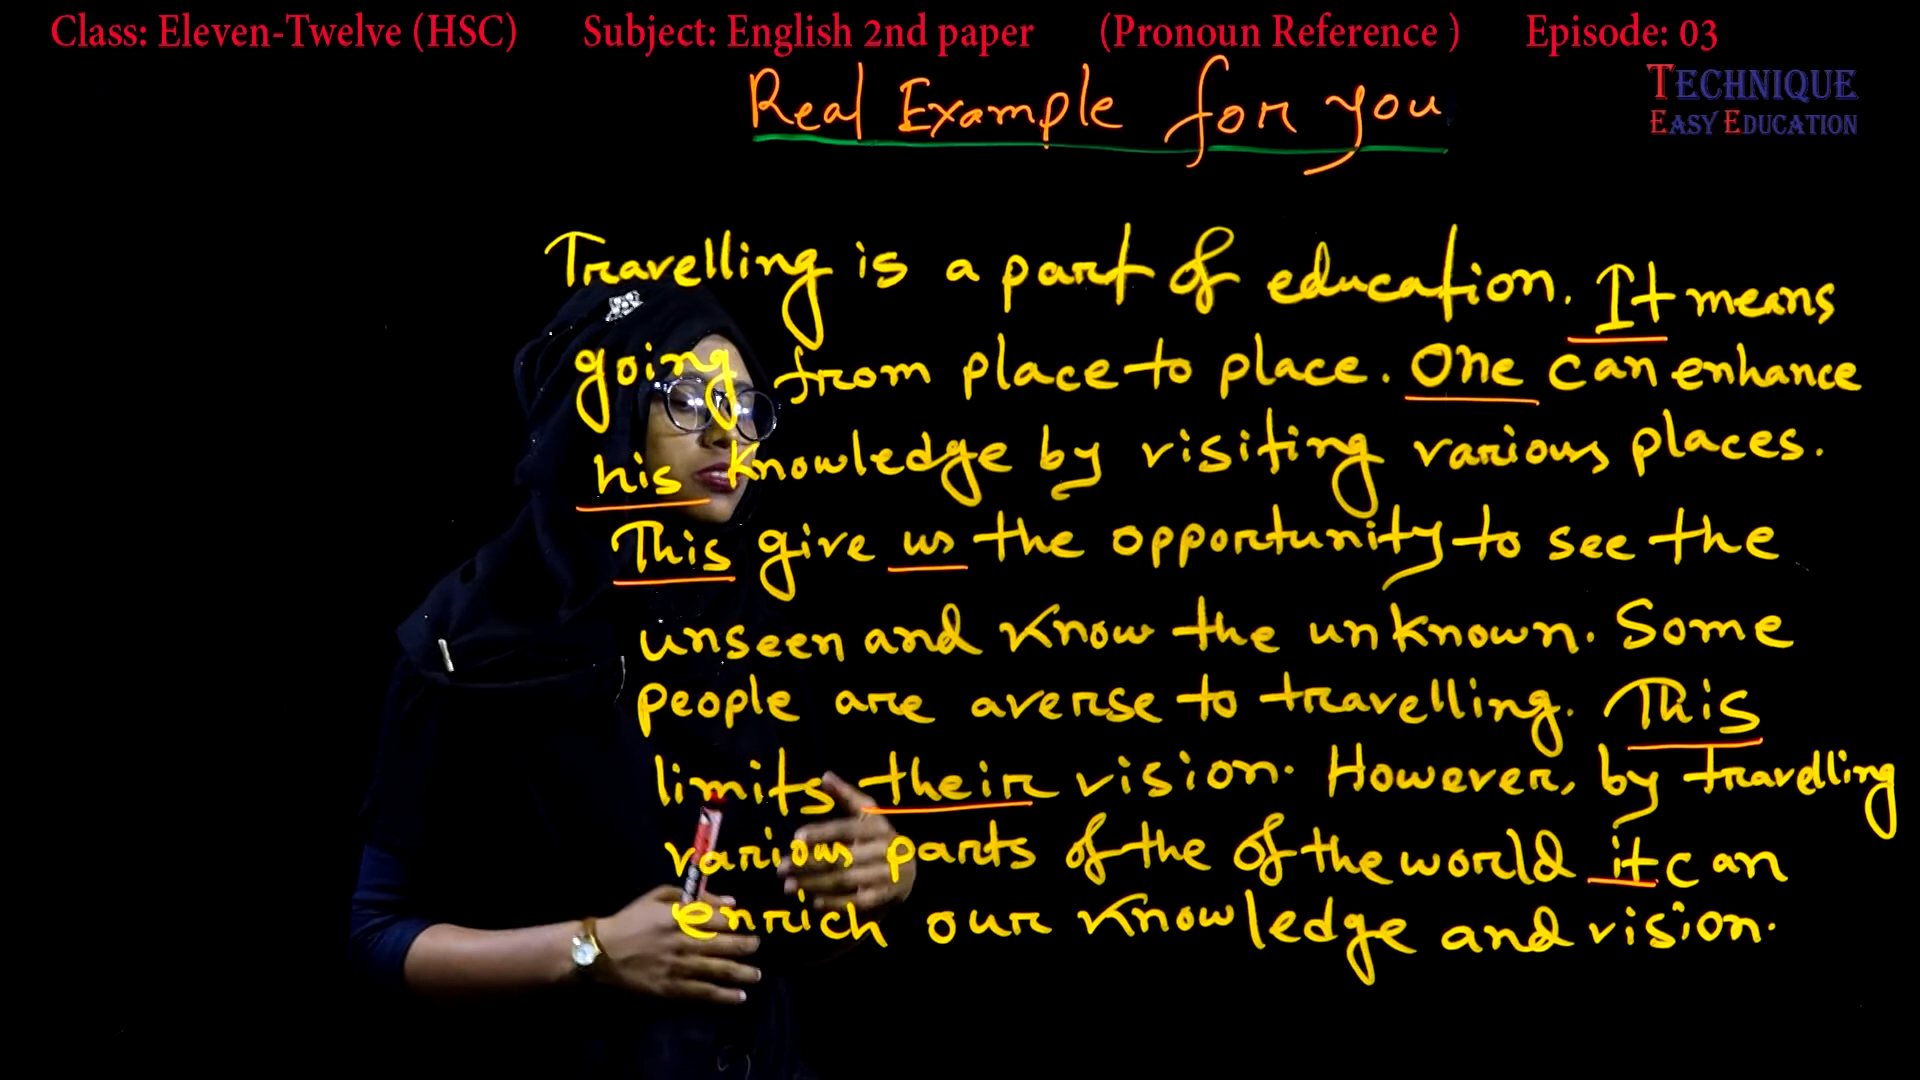 Class: Eleven-Twelve (HSC) Subject: English 2nd paper (Pronoun Reference ) Episode: 03
TECHNIQUE
EASY EDUCATION
Real Example for you
Travelling is a part of education. It means
going from place to place. One can enhance
his knowledge by visiting various places.
This give us the opportunity to see the
unseen and know the unknown. Some
people are averse to travelling. This
limits their vision. However, by travelling
various parts of the of the world it can
enrich our knowledge and vision.